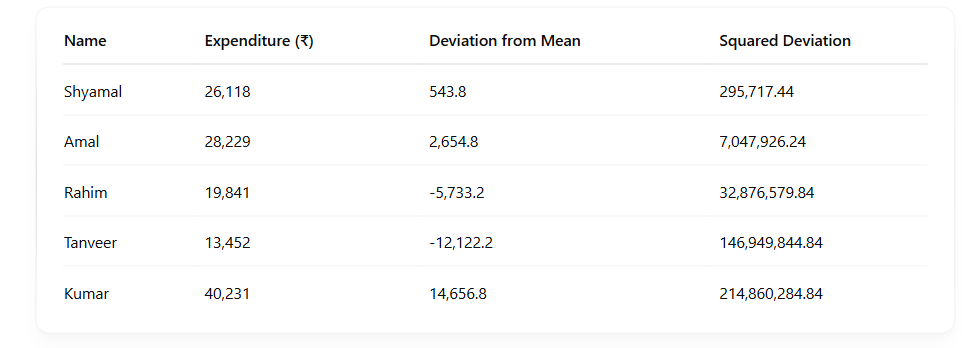 Name Expenditure (₹) Deviation from Mean Squared Deviation
Shyamal 26,118 543.8 295,717.44
Amal 28,229 2,654.8 7,047,926.24
Rahim 19,841 -5,733.2 32,876,579.84
Tanveer 13,452 -12,122.2 146,949,844.84
Kumar 40,231 14,656.8 214,860,284.84